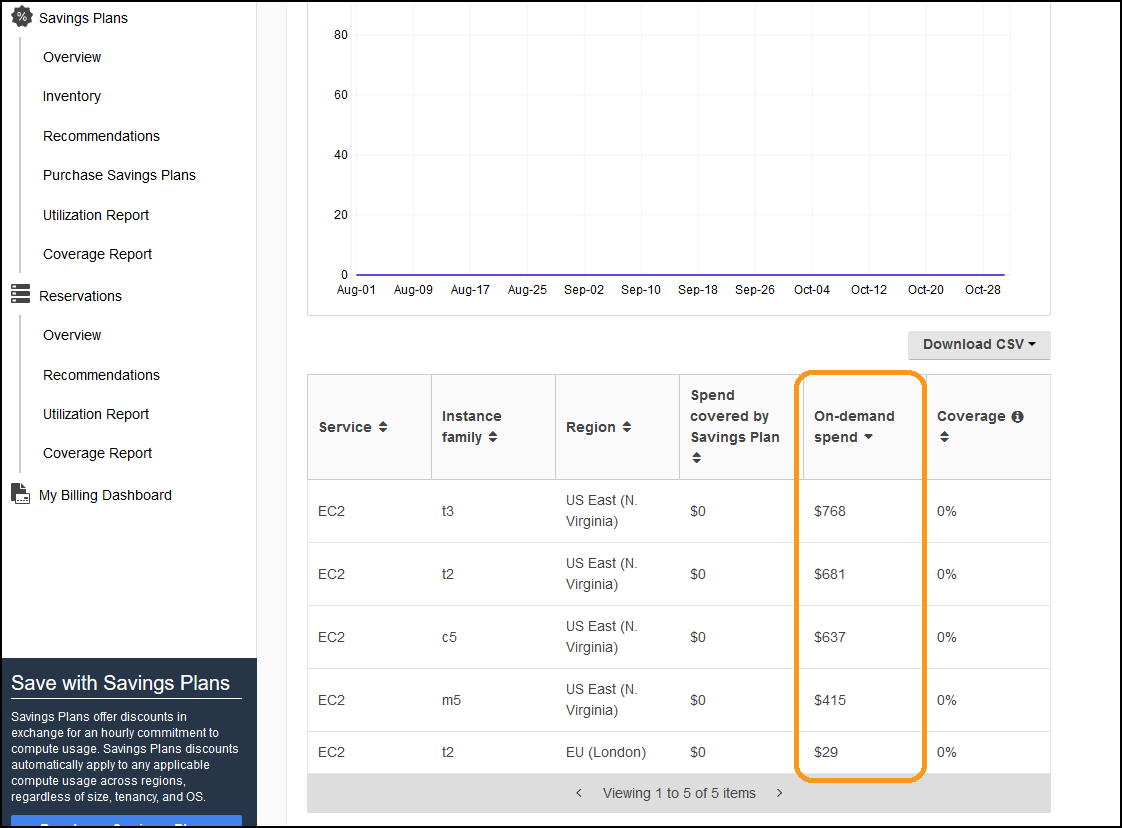 %
Savings Plans
Overview
Inventory
Recommendations
Purchase Savings Plans
Utilization Report
Coverage Report
Reservations
Overview
Recommendations
Utilization Report
Coverage Report
My Billing Dashboard
Save with Savings Plans
Savings Plans offer discounts in
exchange for an hourly commitment to
compute usage. Savings Plans discounts
automatically apply to any applicable
compute usage across regions,
regardless of size, tenancy, and OS.
80
60
40
20
0
Aug-01 Aug-09 Aug-17 Aug-25 Sep-02 Sep-10 Sep-18 Sep-26 Oct-04 Oct-12 Oct-20 Oct-28
Download CSV
Service
Instance
family
Region
Spend
covered by
Savings Plan
On-demand
spend
Coverage
EC2 t3 US East (N.
Virginia) $0 $768 0%
EC2 t2 US East (N.
Virginia) $0 $681 0%
EC2 c5 US East (N.
Virginia) $0 $637 0%
EC2 m5 US East (N.
Virginia) $0 $415 0%
EC2 t2 EU (London) $0 $29 0%
< Viewing 1 to 5 of 5 items >